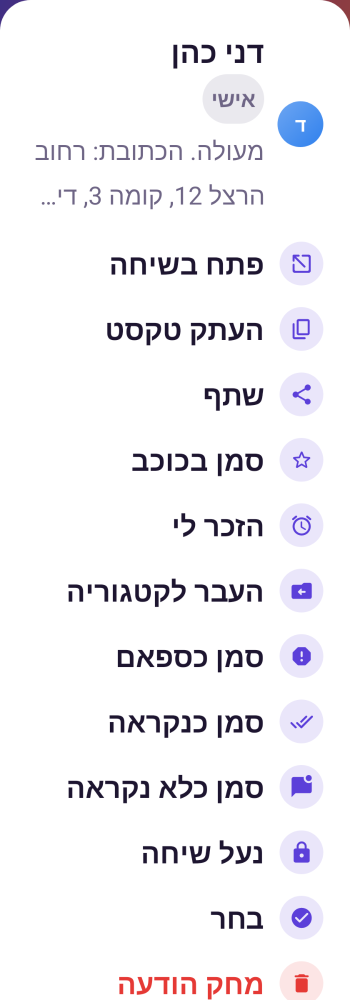 דני כהן
אישי
ד
מעולה. הכתובת: רחוב
הרצל 12, קומה 3, די...
פתח בשיחה
העתק טקסט
שתף
סמן בכוכב
הזכר לי
העבר לקטגוריה
סמן כספאם
סמן כנקראה
סמן כלא נקראה
נעל שיחה
בחר
מחק הודעה